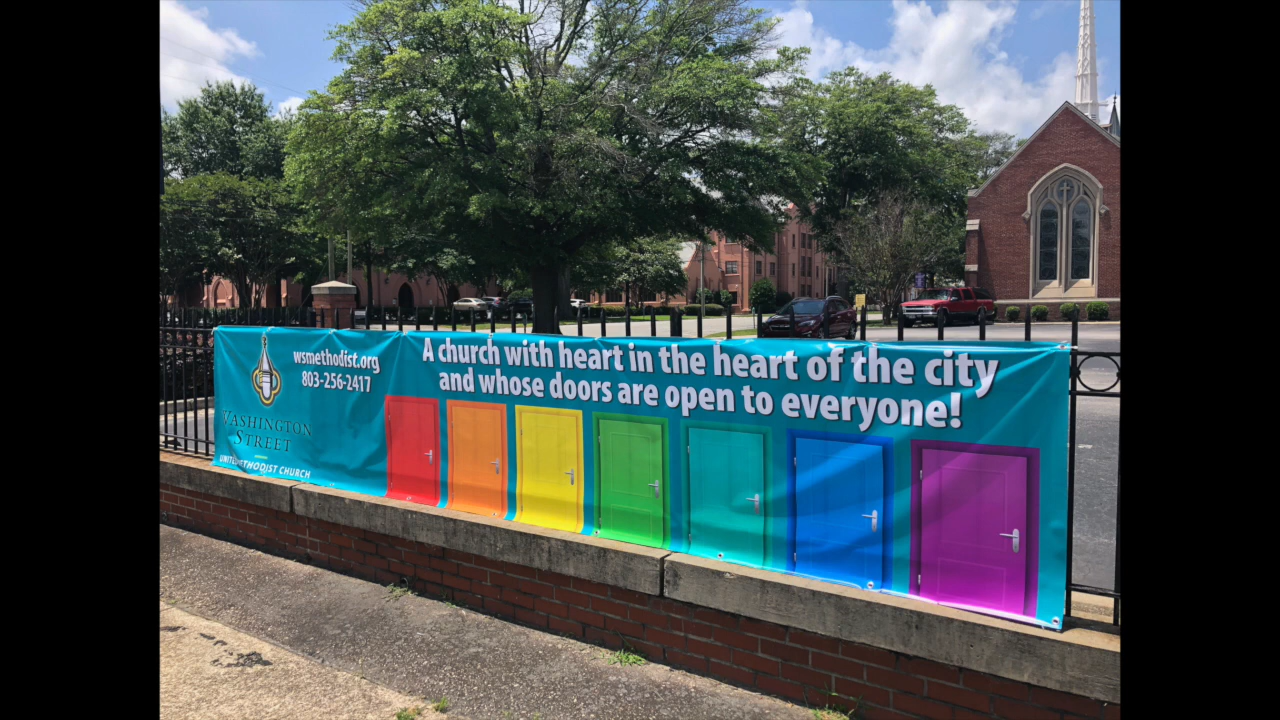 wsmethodist.org
803-256-2417
A church with heart in the heart of the city
and whose doors are open to everyone!
WASHINGTON
STREET
UNITED METHODIST CHURCH